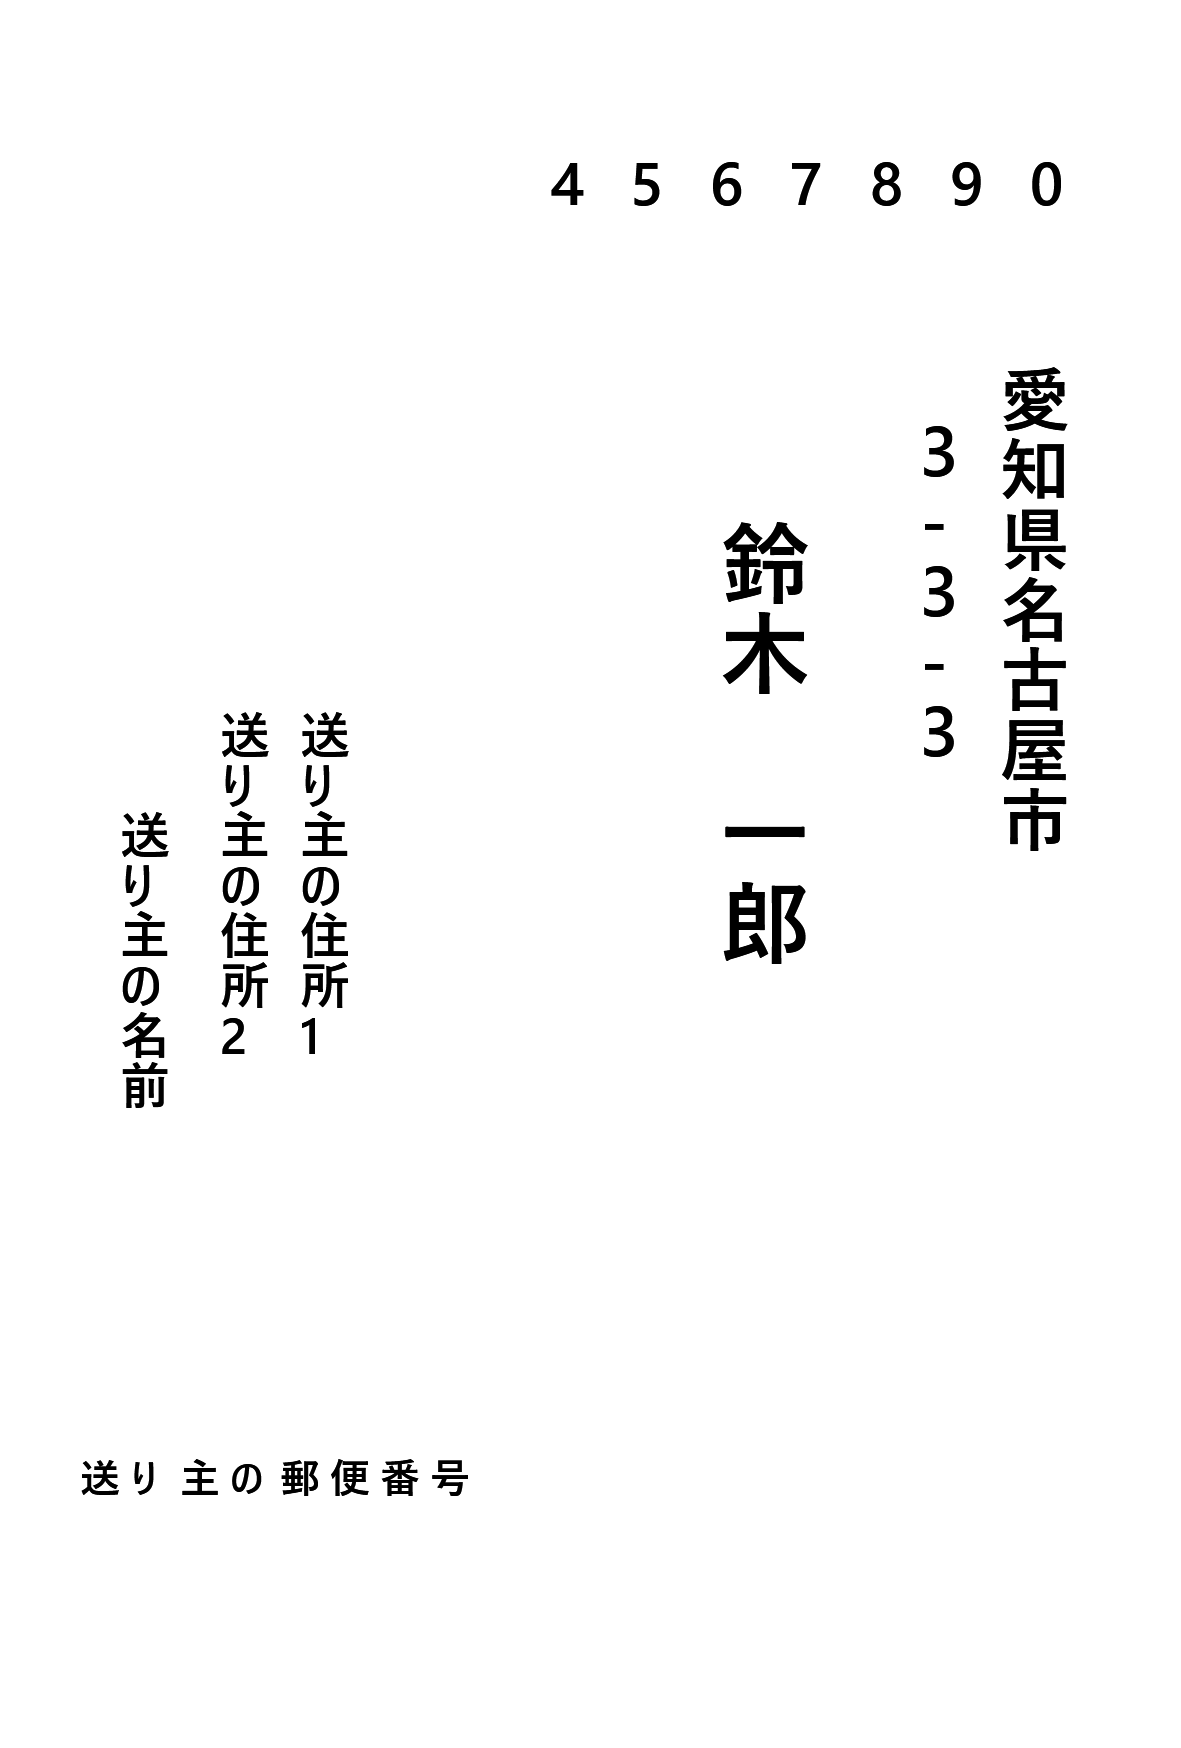 4567890
愛知県名古屋市
3-3-3
鈴木　一郎
送り主の住所1
送り主の住所2
送り主の名前
送り主の郵便番号